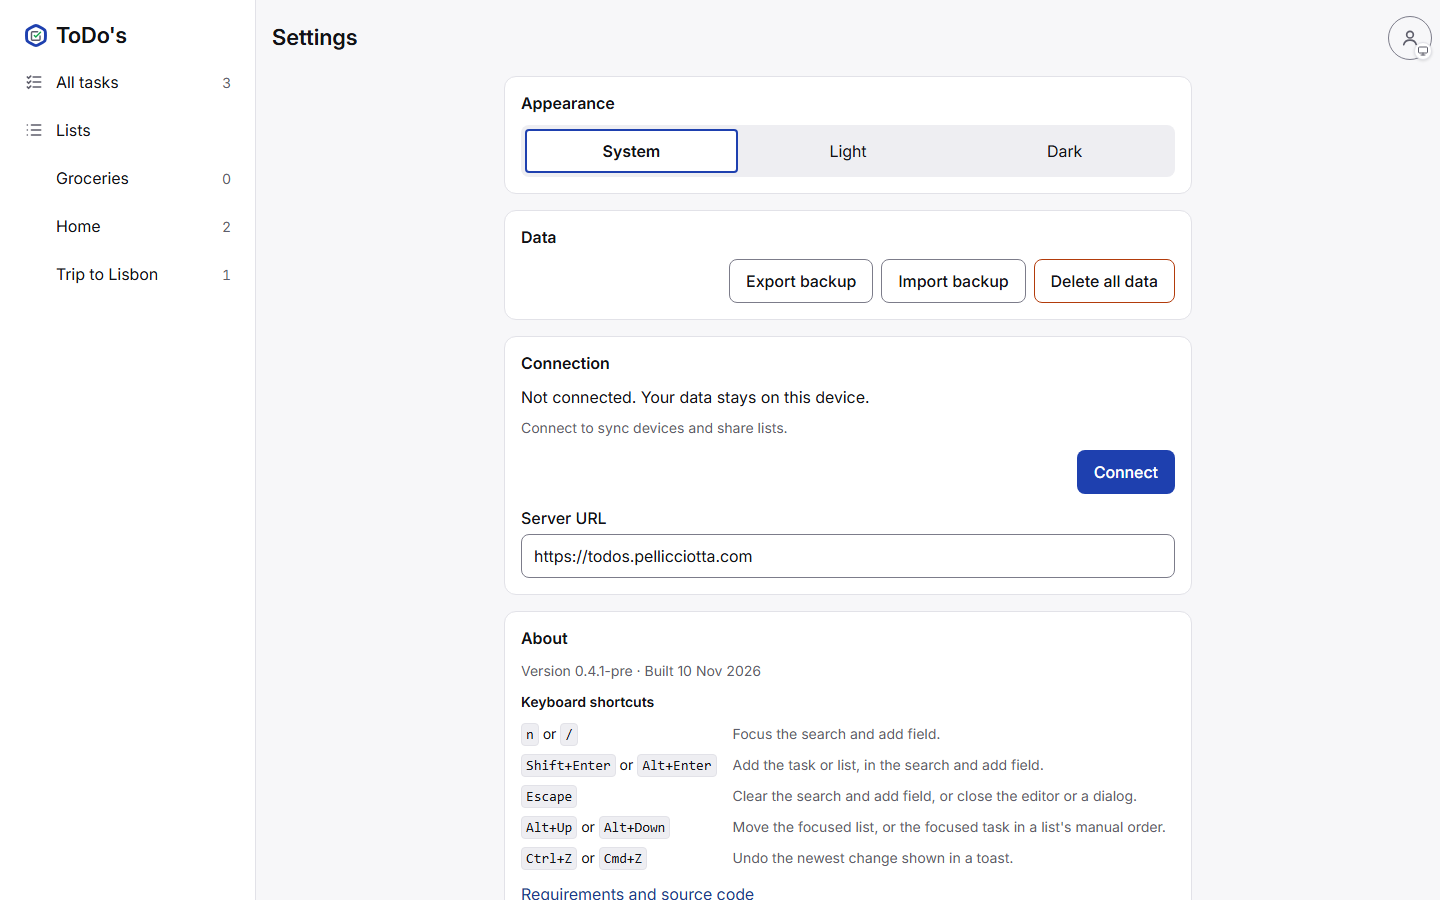 ToDo's
Settings
All tasks 3
Lists
Groceries 0
Home 2
Trip to Lisbon 1
Appearance
System Light Dark
Data
Export backup Import backup Delete all data
Connection
Not connected. Your data stays on this device.
Connect to sync devices and share lists.
Connect
Server URL
https://todos.pellicciotta.com
About
Version 0.4.1-pre · Built 10 Nov 2026
Keyboard shortcuts
n or / Focus the search and add field.
Shift+Enter or Alt+Enter Add the task or list, in the search and add field.
Escape Clear the search and add field, or close the editor or a dialog.
Alt+Up or Alt+Down Move the focused list, or the focused task in a list's manual order.
Ctrl+Z or Cmd+Z Undo the newest change shown in a toast.
Requirements and source code